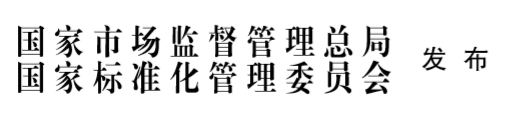 国家市场监督管理总局
国家标准化管理委员会
发布